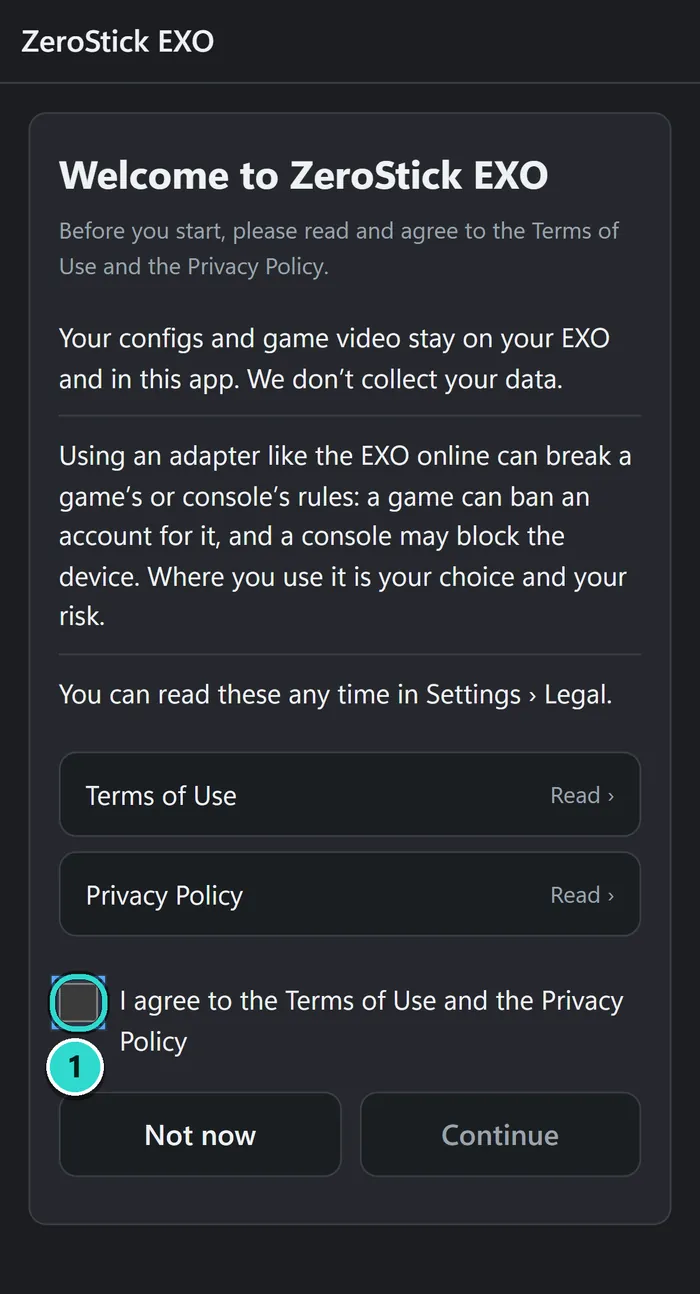 ZeroStick EXO
Welcome to ZeroStick EXO
Before you start, please read and agree to the Terms of
Use and the Privacy Policy.
Your configs and game video stay on your EXO
and in this app. We don’t collect your data.
Using an adapter like the EXO online can break a
game’s or console’s rules: a game can ban an
account for it, and a console may block the
device. Where you use it is your choice and your
risk.
You can read these any time in Settings › Legal.
Terms of Use Read ›
Privacy Policy Read ›
I agree to the Terms of Use and the Privacy
Policy
1
Not now Continue